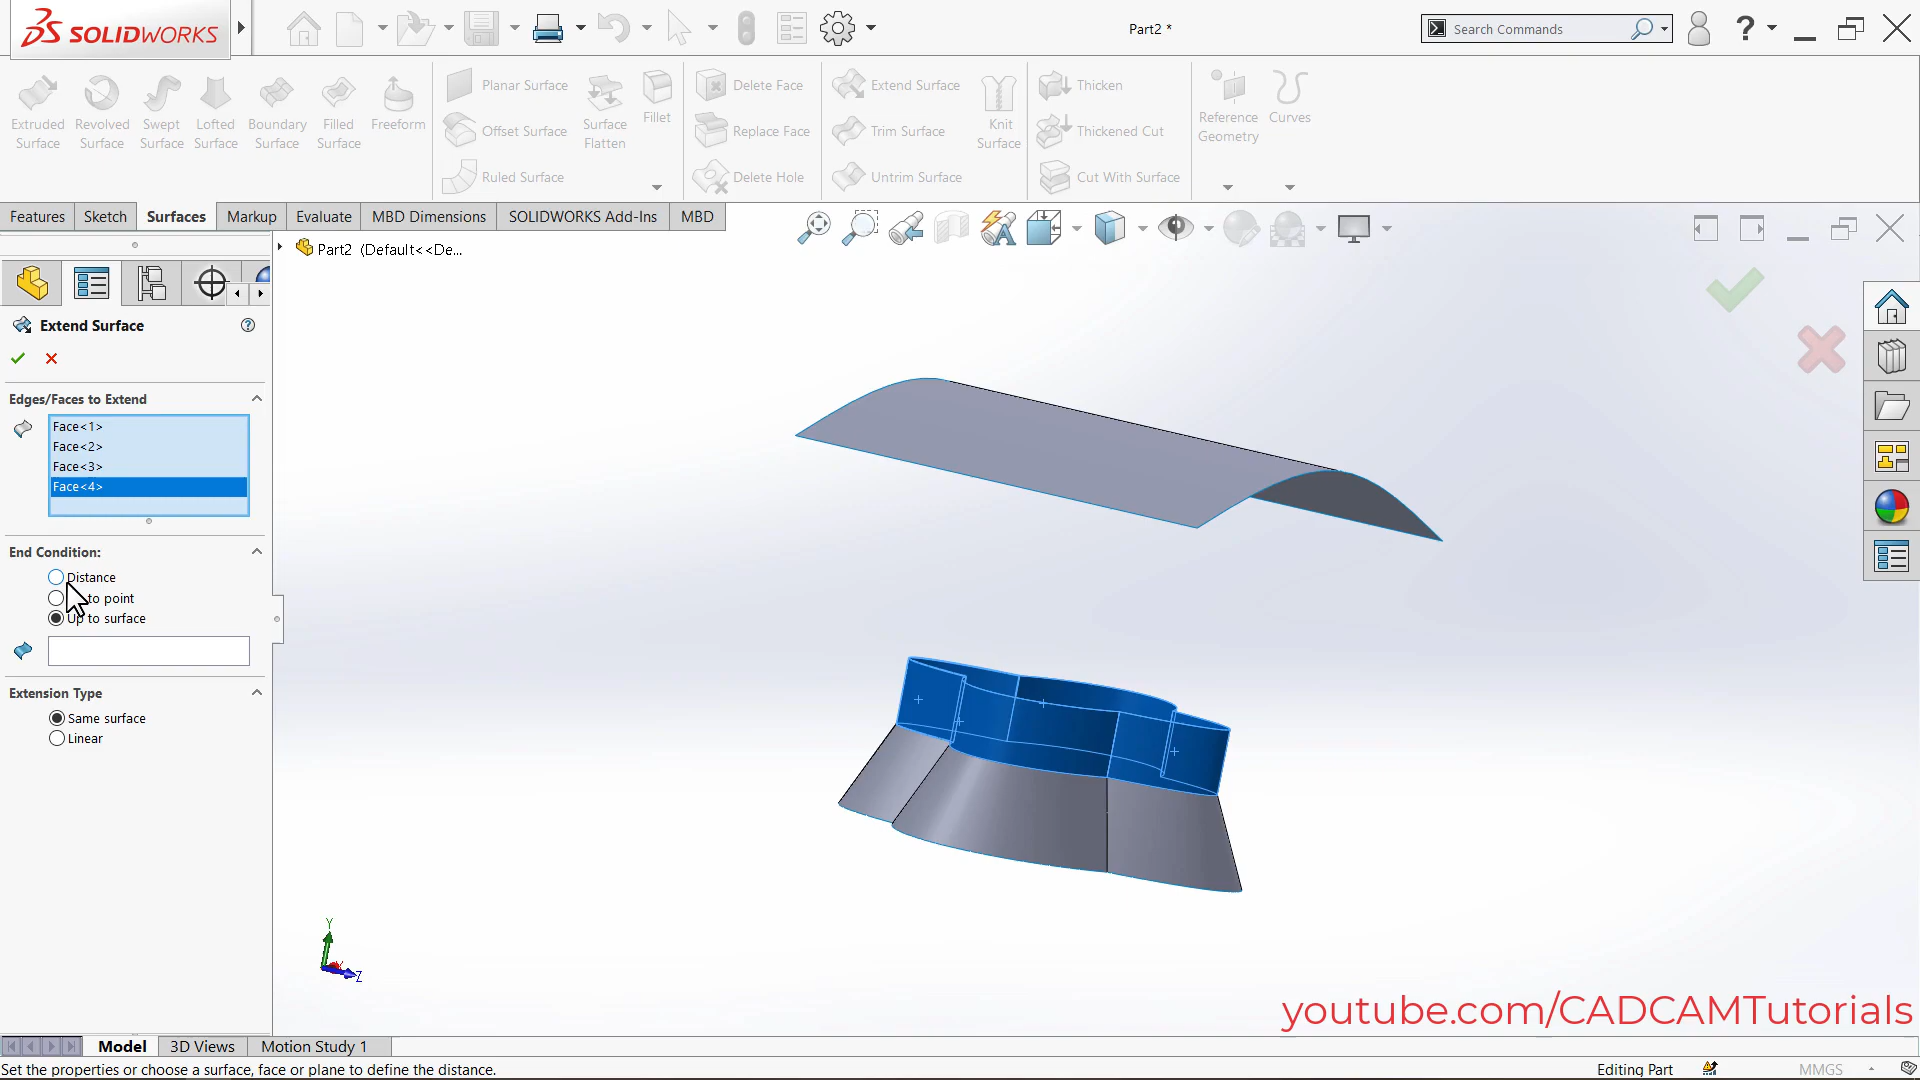 SOLIDWORKS
Part2 *
Search Commands
?
Extruded Surface
Revolved Surface
Swept Surface
Lofted Surface
Boundary Surface
Filled Surface
Freeform
Planar Surface
Offset Surface
Ruled Surface
Surface Flatten
Fillet
Delete Face
Replace Face
Delete Hole
Extend Surface
Trim Surface
Untrim Surface
Knit Surface
Thicken
Thickened Cut
Cut With Surface
Reference Geometry
Curves
Features
Sketch
Surfaces
Markup
Evaluate
MBD Dimensions
SOLIDWORKS Add-Ins
MBD
Part2 (Default<<De...
Extend Surface
Edges/Faces to Extend
Face<1>
Face<2>
Face<3>
Face<4>
End Condition:
Distance
to point
Up to surface
Extension Type
Same surface
Linear
Y
Z
youtube.com/CADCAMTutorials
Model
3D Views
Motion Study 1
Set the properties or choose a surface, face or plane to define the distance.
Editing Part
MMGS